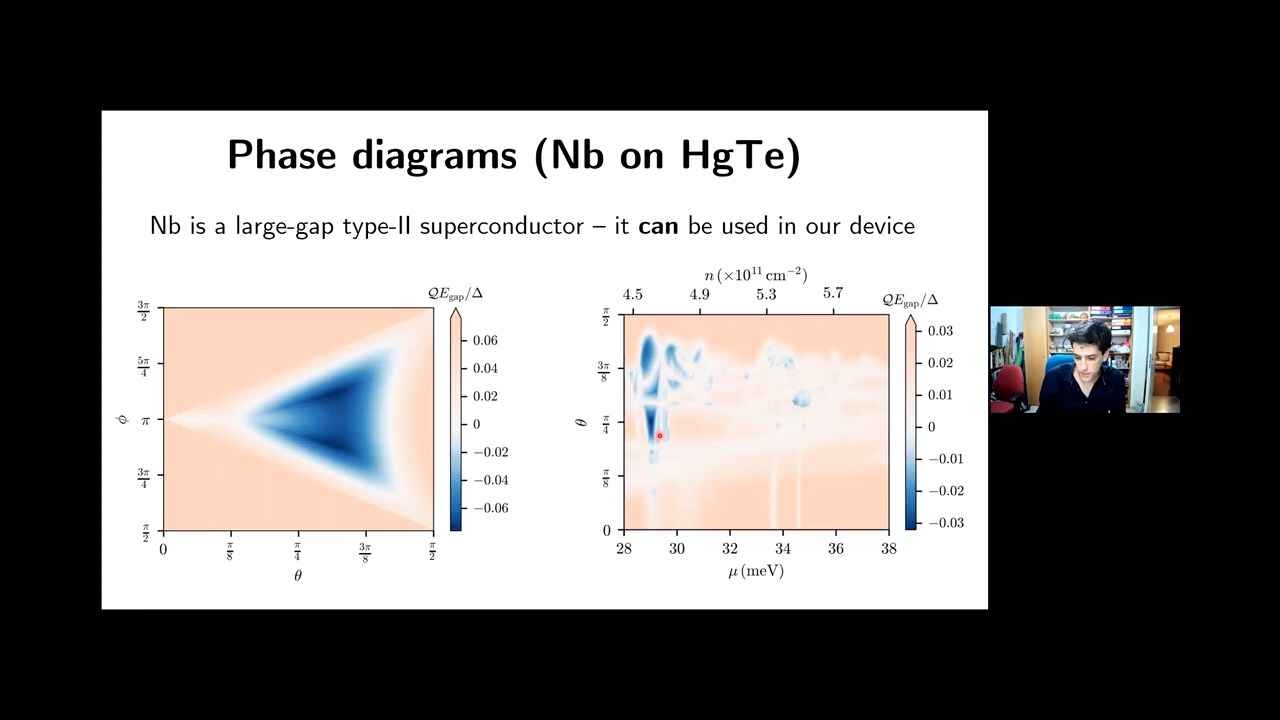 Phase diagrams (Nb on HgTe)
Nb is a large-gap type-II superconductor – it can be used in our device
𝒬E_gap/Δ
3π/2
5π/4
π
3π/4
π/2
ϕ
0
π/8
π/4
3π/8
π/2
θ
0.06
0.04
0.02
0
−0.02
−0.04
−0.06
n (×10¹¹ cm⁻²)
4.5 4.9 5.3 5.7
𝒬E_gap/Δ
π/2
3π/8
π/4
π/8
0
θ
28 30 32 34 36 38
μ (meV)
0.03
0.02
0.01
0
−0.01
−0.02
−0.03